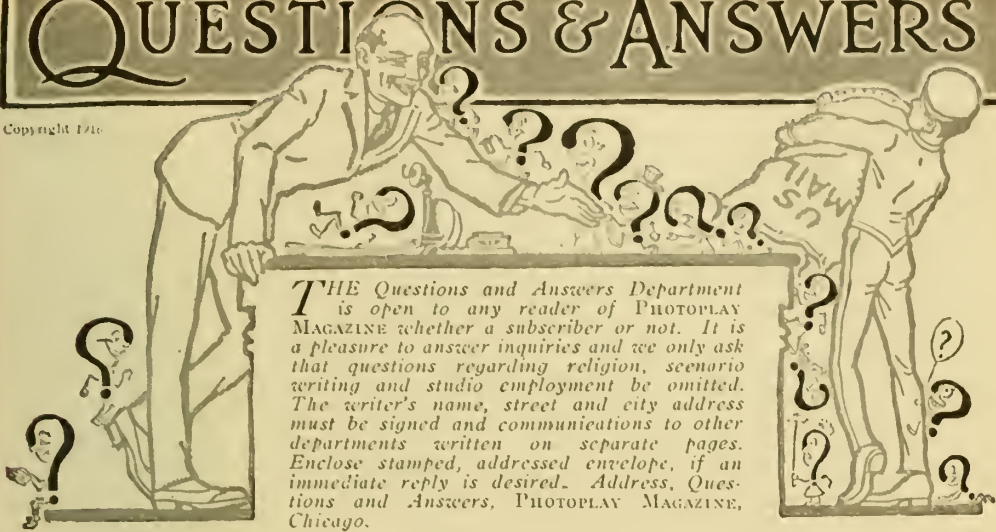 QUESTIONS & ANSWERS
Copyright 1916
U S
MAIL
THE Questions and Answers Department
is open to any reader of PHOTOPLAY
MAGAZINE whether a subscriber or not. It is
a pleasure to answer inquiries and we only ask
that questions regarding religion, scenario
writing and studio employment be omitted.
The writer's name, street and city address
must be signed and communications to other
departments written on separate pages.
Enclose stamped, addressed envelope, if an
immediate reply is desired. Address, Ques-
tions and Answers, PHOTOPLAY MAGAZINE,
Chicago.